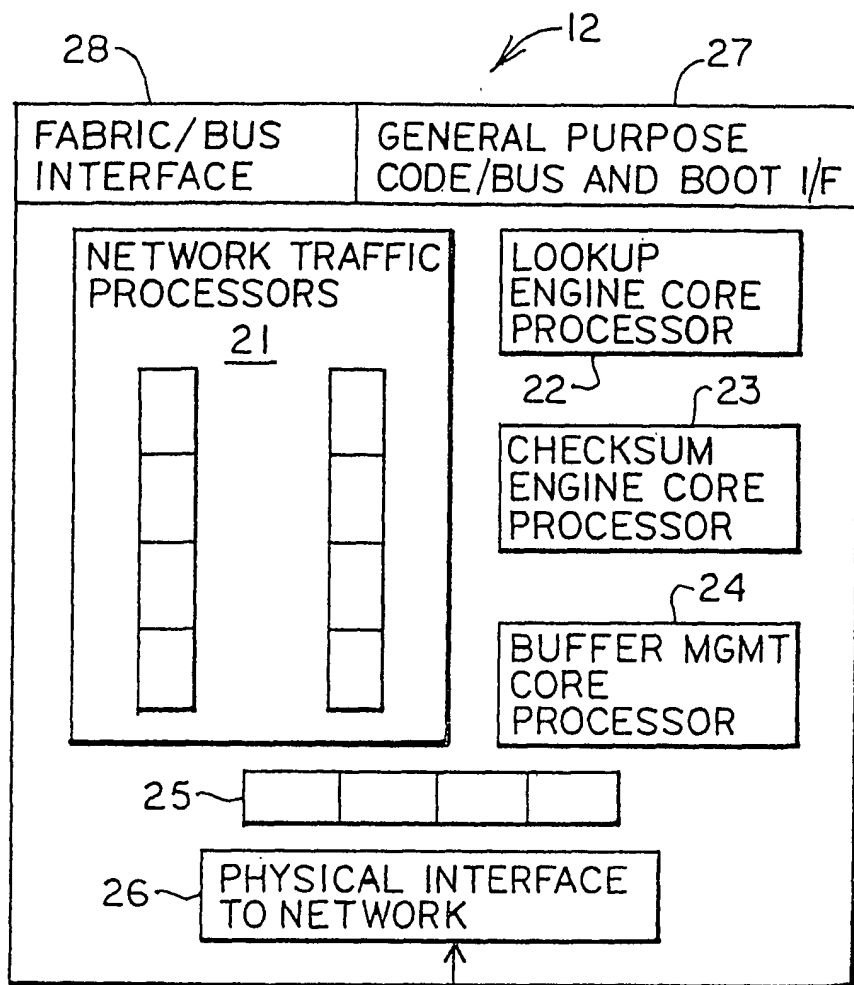 28
12
27
FABRIC/BUS
INTERFACE
GENERAL PURPOSE
CODE/BUS AND BOOT I/F
NETWORK TRAFFIC
PROCESSORS
21
LOOKUP
ENGINE CORE
PROCESSOR
22
23
CHECKSUM
ENGINE CORE
PROCESSOR
24
BUFFER MGMT
CORE
PROCESSOR
25
26
PHYSICAL INTERFACE
TO NETWORK